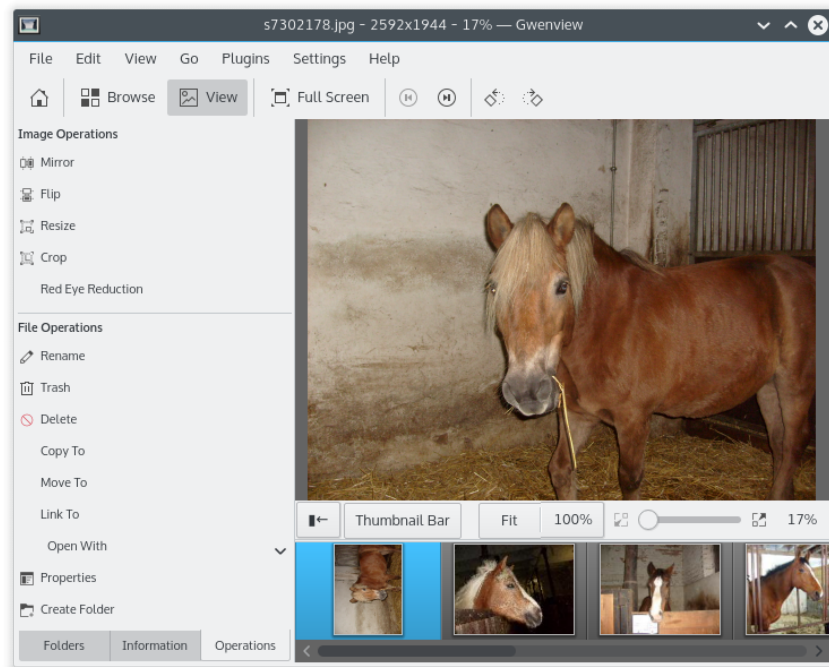 s7302178.jpg - 2592x1944 - 17% — Gwenview
File Edit View Go Plugins Settings Help
Browse View Full Screen
Image Operations
Mirror
Flip
Resize
Crop
Red Eye Reduction
File Operations
Rename
Trash
Delete
Copy To
Move To
Link To
Open With
Properties
Create Folder
Folders Information Operations
Thumbnail Bar Fit 100% 17%